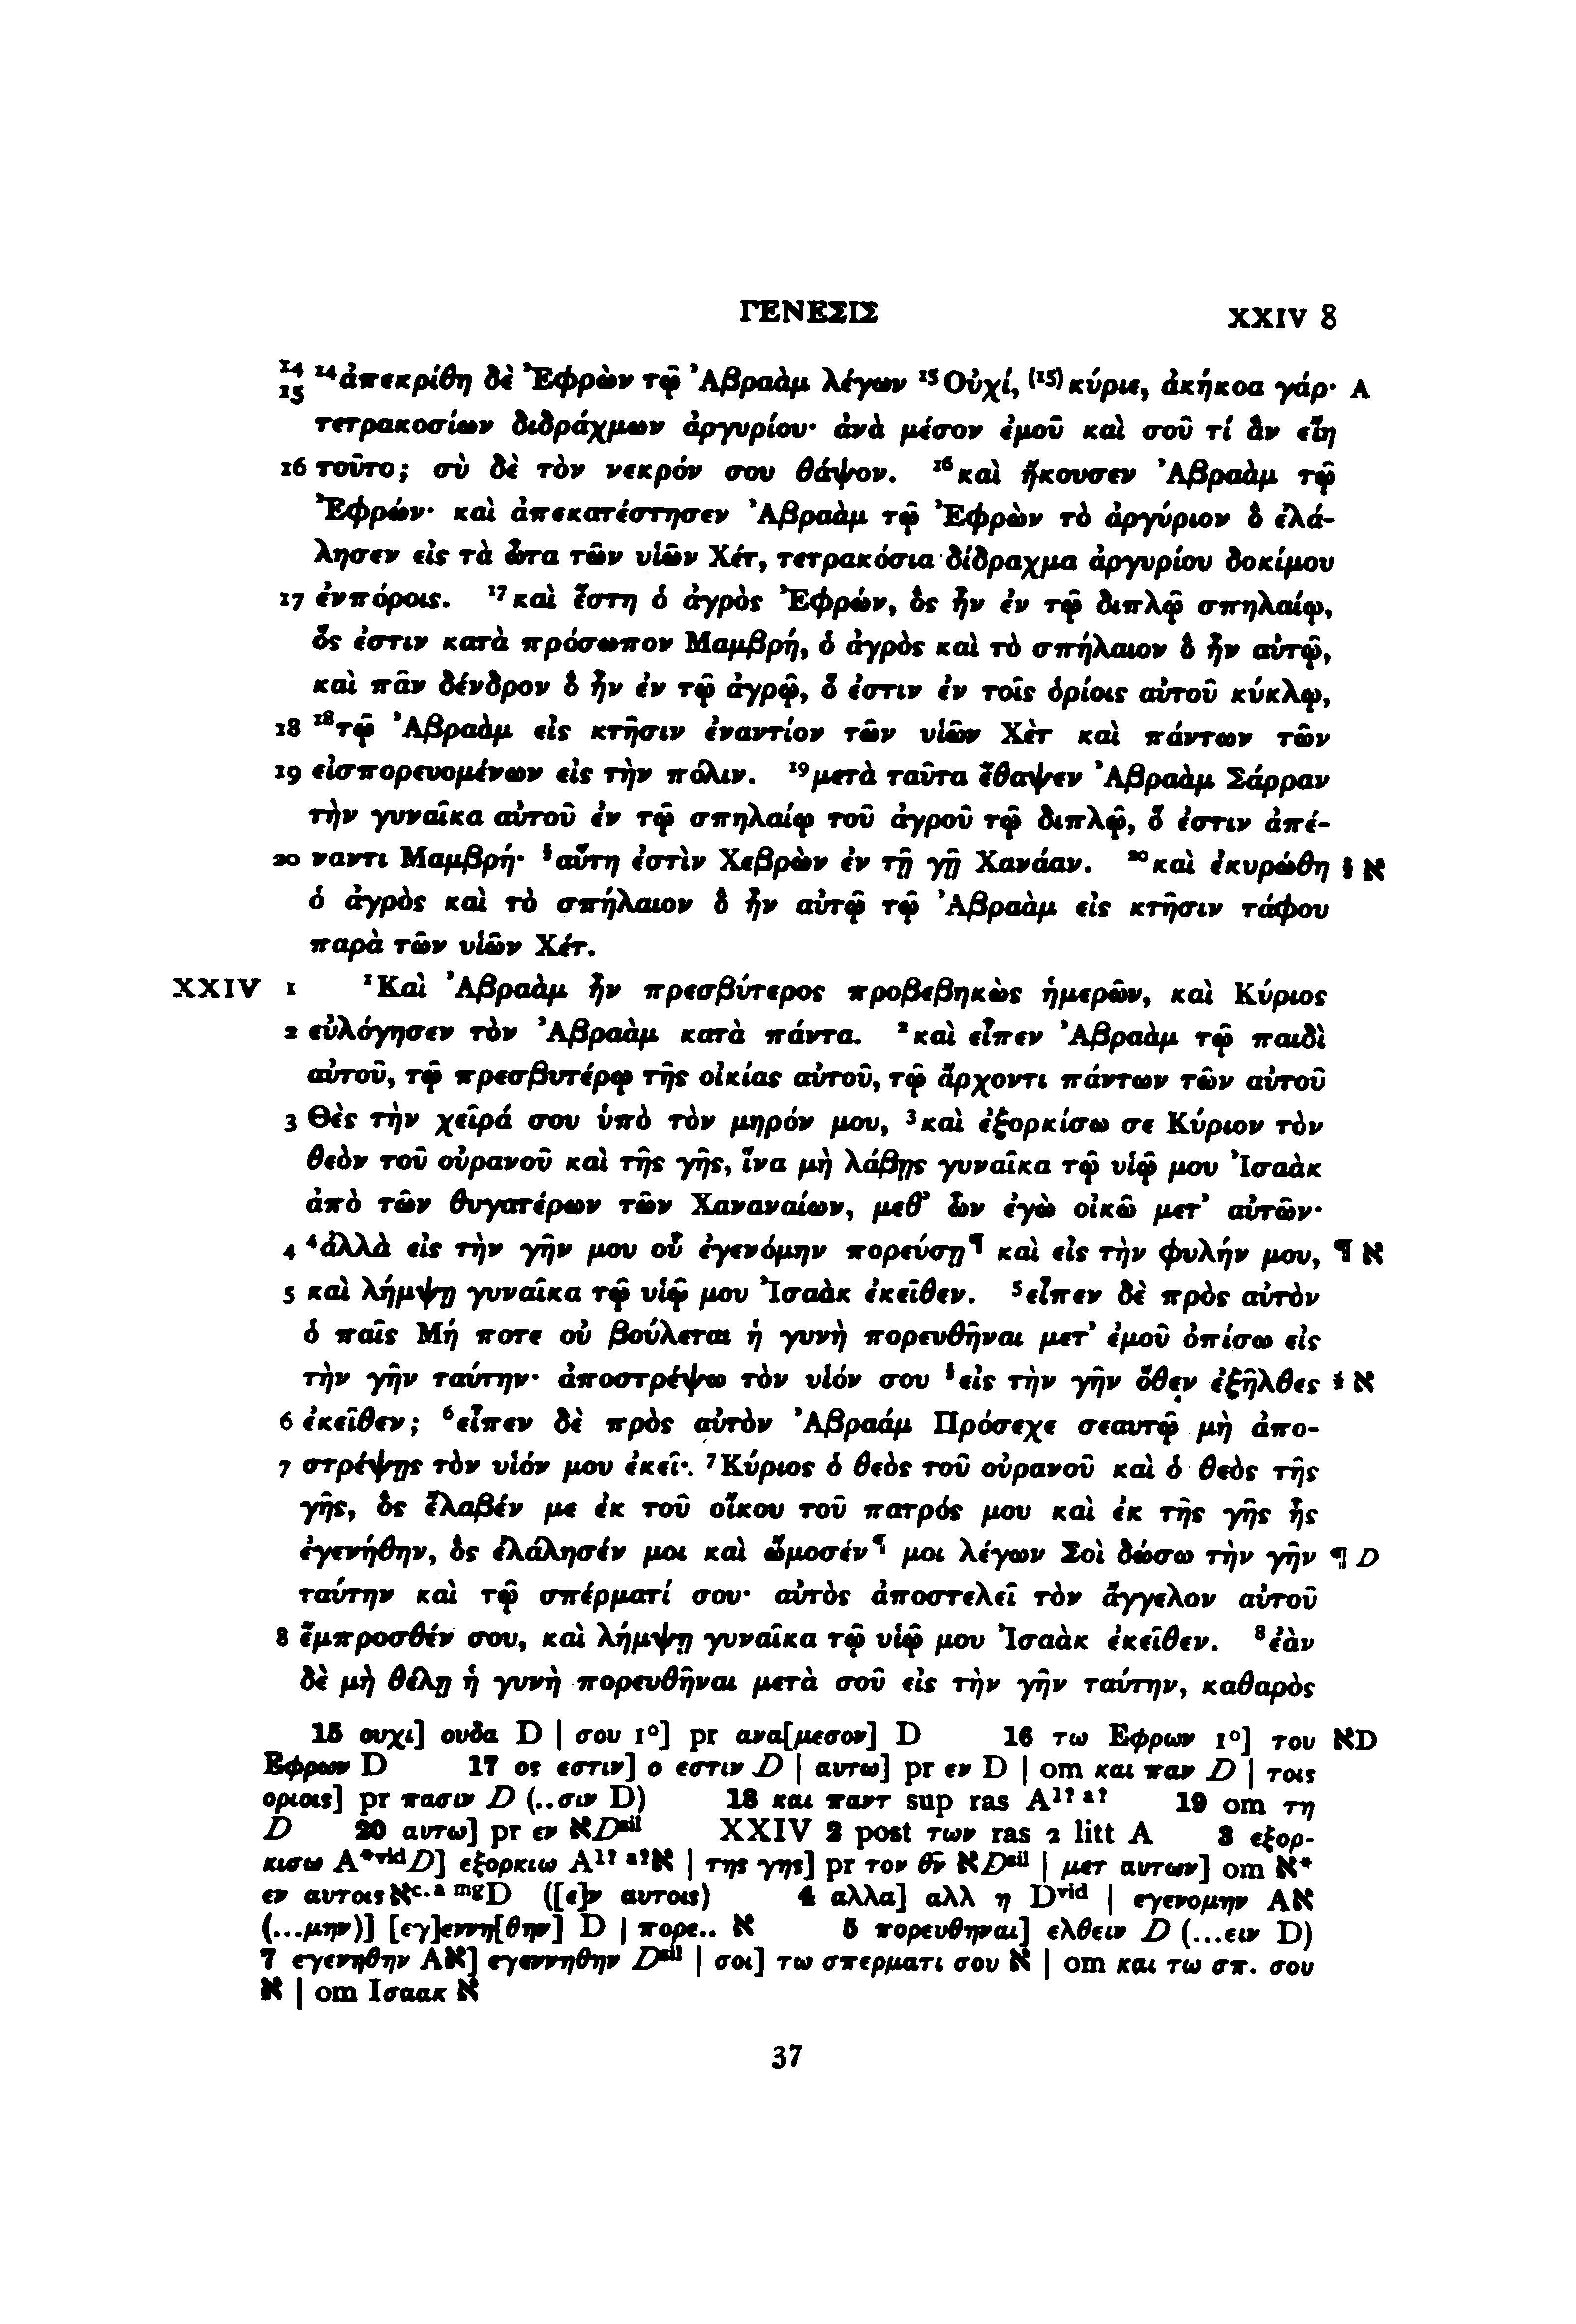 ΓΕΝΕΣΙΣ XXIV 8
14 15 ¹⁴ἀπεκρίθη δὲ Ἐφρὼν τῷ Ἀβραὰμ λέγων ¹⁵Οὐχί, ⁽¹⁵⁾κύριε, ἀκήκοα γάρ· A
τετρακοσίων διδράχμων ἀργυρίου· ἀνὰ μέσον ἐμοῦ καὶ σοῦ τί ἂν εἴη
16 τοῦτο; σὺ δὲ τὸν νεκρόν σου θάψον. ¹⁶καὶ ἤκουσεν Ἀβραὰμ τῷ
Ἐφρών· καὶ ἀπεκατέστησεν Ἀβραὰμ τῷ Ἐφρὼν τὸ ἀργύριον ὃ ἐλά-
λησεν εἰς τὰ ὦτα τῶν υἱῶν Χέτ, τετρακόσια δίδραχμα ἀργυρίου δοκίμου
17 ἐνπόροις. ¹⁷καὶ ἔστη ὁ ἀγρὸς Ἐφρών, ὃς ἦν ἐν τῷ διπλῷ σπηλαίῳ,
ὅς ἐστιν κατὰ πρόσωπον Μαμβρή, ὁ ἀγρὸς καὶ τὸ σπήλαιον ὃ ἦν αὐτῷ,
καὶ πᾶν δένδρον ὃ ἦν ἐν τῷ ἀγρῷ, ὅ ἐστιν ἐν τοῖς ὁρίοις αὐτοῦ κύκλῳ,
18 ¹⁸τῷ Ἀβραὰμ εἰς κτῆσιν ἐναντίον τῶν υἱῶν Χὲτ καὶ πάντων τῶν
19 εἰσπορευομένων εἰς τὴν πόλιν. ¹⁹μετὰ ταῦτα ἔθαψεν Ἀβραὰμ Σάρραν
τὴν γυναῖκα αὐτοῦ ἐν τῷ σπηλαίῳ τοῦ ἀγροῦ τῷ διπλῷ, ὅ ἐστιν ἀπέ-
20 ναντι Μαμβρή· §αὕτη ἐστὶν Χεβρὼν ἐν τῇ γῇ Χανάαν. ²⁰καὶ ἐκυρώθη § א
ὁ ἀγρὸς καὶ τὸ σπήλαιον ὃ ἦν αὐτῷ τῷ Ἀβραὰμ εἰς κτῆσιν τάφου
παρὰ τῶν υἱῶν Χέτ.
XXIV 1 ¹Καὶ Ἀβραὰμ ἦν πρεσβύτερος προβεβηκὼς ἡμερῶν, καὶ Κύριος
2 εὐλόγησεν τὸν Ἀβραὰμ κατὰ πάντα. ²καὶ εἶπεν Ἀβραὰμ τῷ παιδὶ
αὐτοῦ, τῷ πρεσβυτέρῳ τῆς οἰκίας αὐτοῦ, τῷ ἄρχοντι πάντων τῶν αὐτοῦ
3 Θὲς τὴν χεῖρά σου ὑπὸ τὸν μηρόν μου, ³καὶ ἐξορκίσω σε Κύριον τὸν
θεὸν τοῦ οὐρανοῦ καὶ τῆς γῆς, ἵνα μὴ λάβῃς γυναῖκα τῷ υἱῷ μου Ἰσαὰκ
ἀπὸ τῶν θυγατέρων τῶν Χαναναίων, μεθ’ ὧν ἐγὼ οἰκῶ μετ’ αὐτῶν·
4 ⁴ἀλλὰ εἰς τὴν γῆν μου οὗ ἐγενόμην πορεύσῃ¶ καὶ εἰς τὴν φυλήν μου, ¶ א
5 καὶ λήμψῃ γυναῖκα τῷ υἱῷ μου Ἰσαὰκ ἐκεῖθεν. ⁵εἶπεν δὲ πρὸς αὐτὸν
ὁ παῖς Μή ποτε οὐ βούλεται ἡ γυνὴ πορευθῆναι μετ’ ἐμοῦ ὀπίσω εἰς
τὴν γῆν ταύτην· ἀποστρέψω τὸν υἱόν σου §εἰς τὴν γῆν ὅθεν ἐξῆλθες § א
6 ἐκεῖθεν; ⁶εἶπεν δὲ πρὸς αὐτὸν Ἀβραάμ Πρόσεχε σεαυτῷ μὴ ἀπο-
7 στρέψῃς τὸν υἱόν μου ἐκεῖ·. ⁷Κύριος ὁ θεὸς τοῦ οὐρανοῦ καὶ ὁ θεὸς τῆς
γῆς, ὃς ἔλαβέν με ἐκ τοῦ οἴκου τοῦ πατρός μου καὶ ἐκ τῆς γῆς ἧς
ἐγενήθην, ὃς ἐλάλησέν μοι καὶ ὤμοσέν¶ μοι λέγων Σοὶ δώσω τὴν γῆν ¶ D
ταύτην καὶ τῷ σπέρματί σου· αὐτὸς ἀποστελεῖ τὸν ἄγγελον αὐτοῦ
8 ἔμπροσθέν σου, καὶ λήμψῃ γυναῖκα τῷ υἱῷ μου Ἰσαὰκ ἐκεῖθεν. ⁸ἐὰν
δὲ μὴ θέλῃ ἡ γυνὴ πορευθῆναι μετὰ σοῦ εἰς τὴν γῆν ταύτην, καθαρὸς
15 ουχι] ουδα D | σου 1°] pr ανα[μεσον] D 16 τω Εφρων 1°] του אD
Εφρων D 17 ος εστιν] ο εστιν D | αυτω] pr εν D | om και παν D | τοις
οριοις] pr πασιν D (..σιν D) 18 και παντ sup ras A¹ʔ ᵃʔ 19 om τη
D 20 αυτω] pr εν אDˢⁱˡ XXIV 2 post των ras 2 litt A 3 εξορ-
κισω A*ᵛⁱᵈD] εξορκιω A¹ʔ ᵃʔא | της γης] pr τον θν̄ אDˢⁱˡ | μετ αυτων] om א*
εν αυτοις אᶜ·ᵃ ᵐᵍD ([ε]ν αυτοις) 4 αλλα] αλλ η Dᵛⁱᵈ | εγενομην Aא
(...μην)] [εγ]εννη[θην] D | πορε.. א 5 πορευθηναι] ελθειν D (...ειν D)
7 εγενηθην Aא] εγεννηθην Dˢⁱˡ | σοι] τω σπερματι σου א | om και τω σπ. σου
א | om Ισαακ א
37